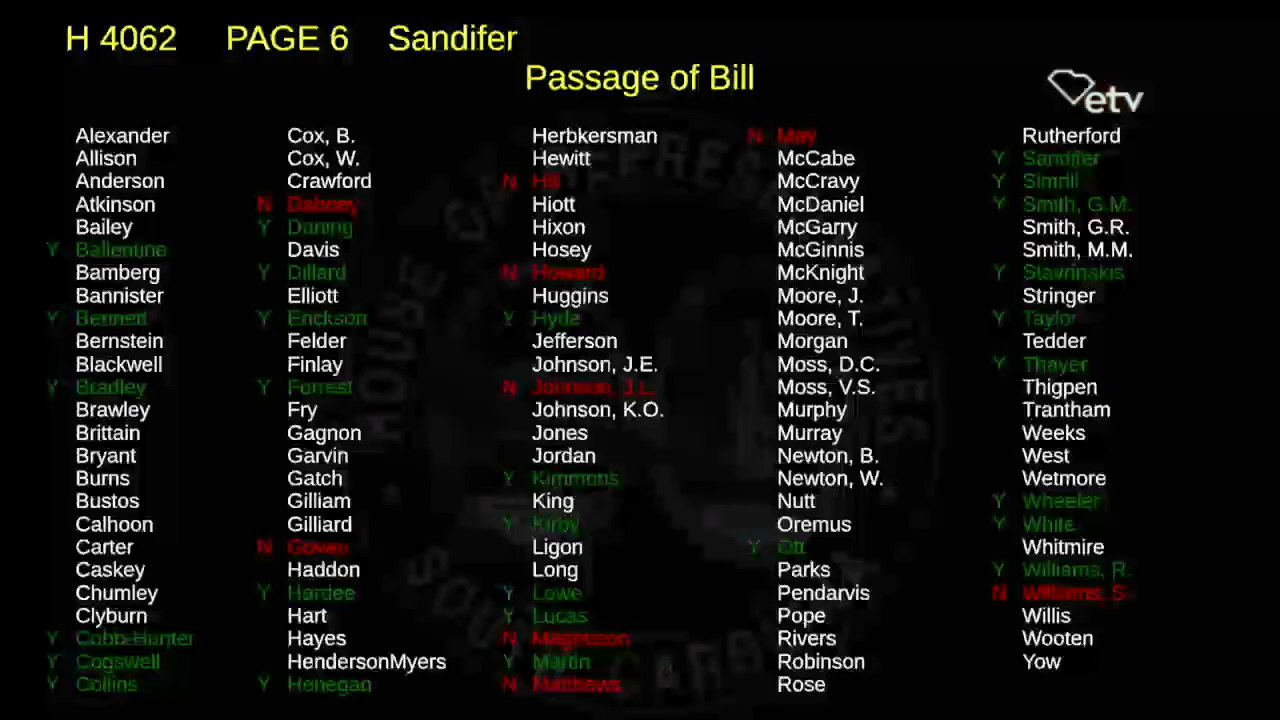 H 4062 PAGE 6 Sandifer
Passage of Bill
etv
Alexander Cox, B. Herbkersman N May Rutherford
Allison Cox, W. Hewitt McCabe Y Sandifer
Anderson Crawford N Hill McCravy Y Simrill
Atkinson N Dabney Hiott McDaniel Y Smith, G.M.
Bailey Y Daning Hixon McGarry Smith, G.R.
Y Ballentine Davis Hosey McGinnis Smith, M.M.
Bamberg Y Dillard N Howard McKnight Y Stavrinakis
Bannister Elliott Huggins Moore, J. Stringer
Y Bennett Y Erickson Y Hyde Moore, T. Y Taylor
Bernstein Felder Jefferson Morgan Tedder
Blackwell Finlay Johnson, J.E. Moss, D.C. Y Thayer
Y Bradley Y Forrest N Johnson, J.L. Moss, V.S. Thigpen
Brawley Fry Johnson, K.O. Murphy Trantham
Brittain Gagnon Jones Murray Weeks
Bryant Garvin Jordan Newton, B. West
Burns Gatch Y Kimmons Newton, W. Wetmore
Bustos Gilliam King Nutt Y Wheeler
Calhoon Gilliard Y Kirby Oremus Y White
Carter N Govan Ligon Y Ott Whitmire
Caskey Haddon Long Parks Y Williams, R.
Chumley Y Hardee Y Lowe Pendarvis N Williams, S.
Clyburn Hart Y Lucas Pope Willis
Y Cobb-Hunter Hayes N Magnuson Rivers Wooten
Y Cogswell HendersonMyers Y Martin Robinson Yow
Y Collins Y Henegan N Matthews Rose